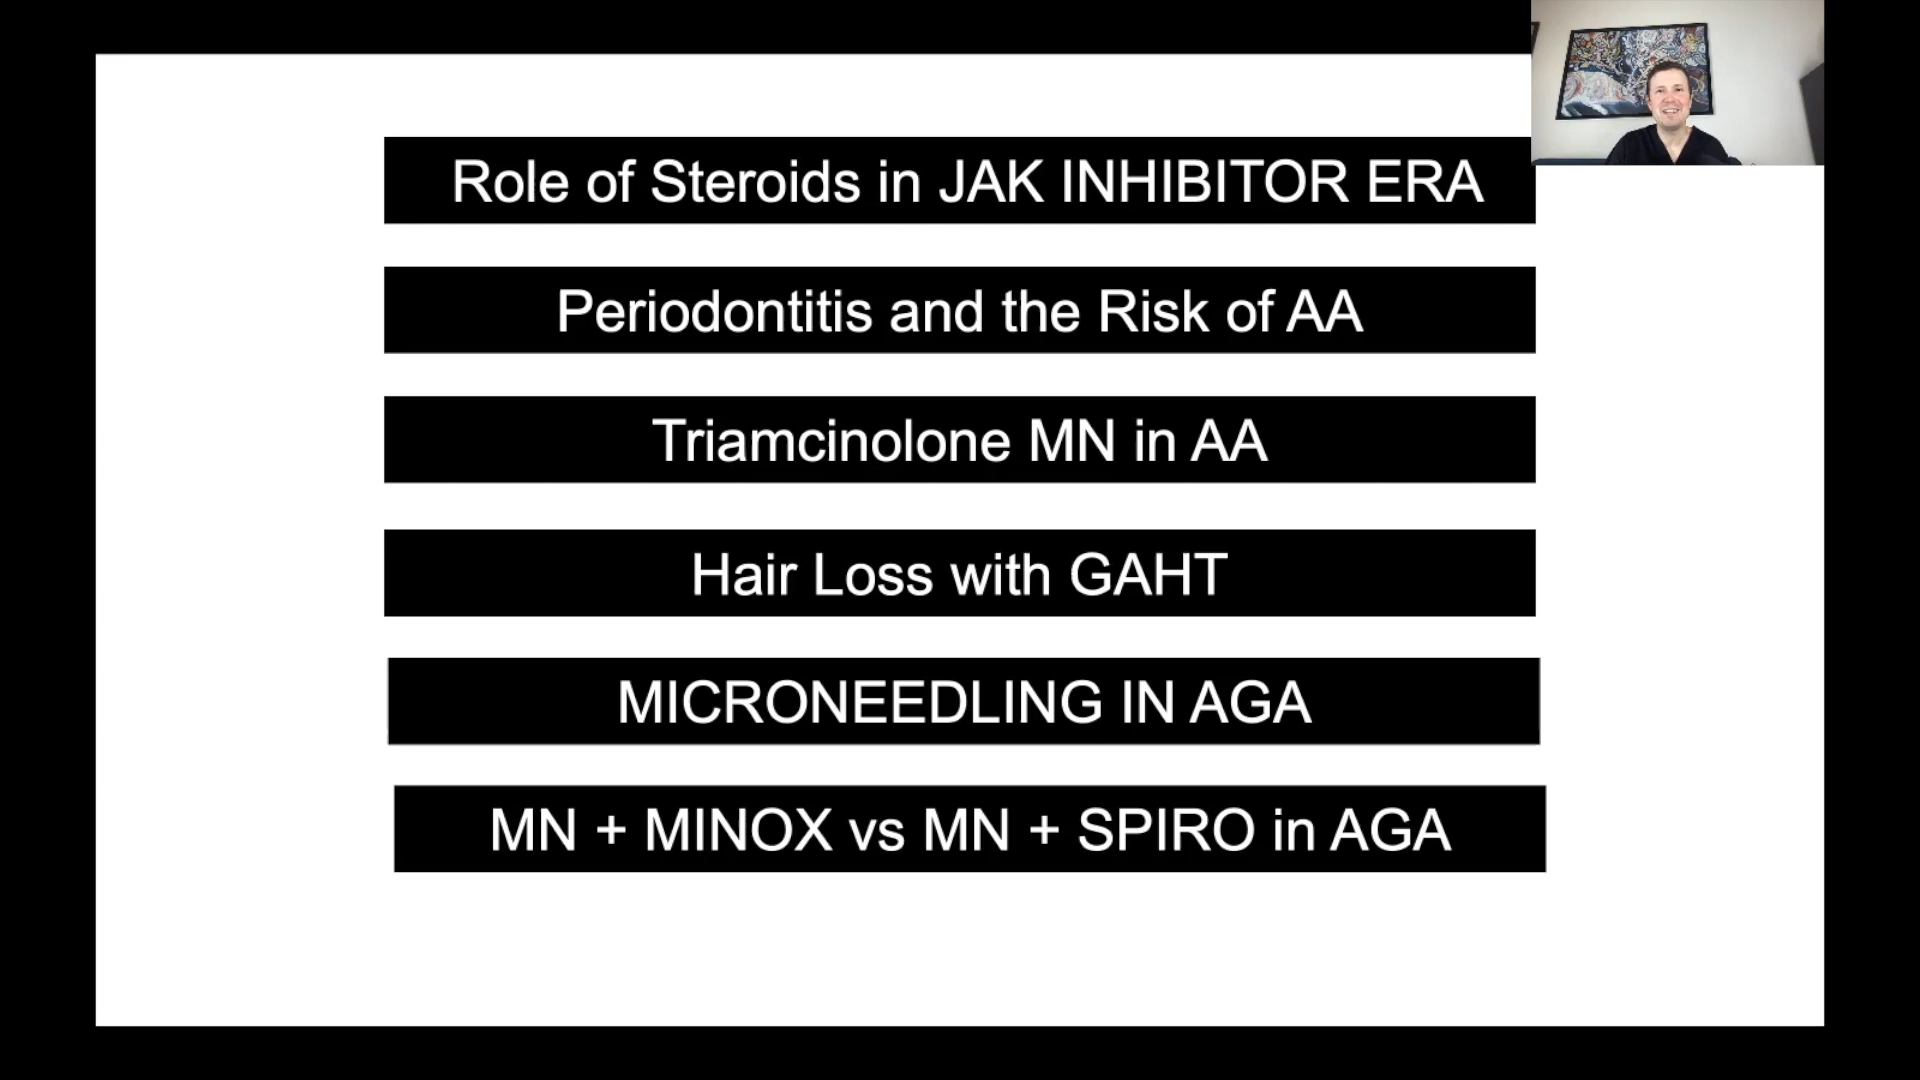 Role of Steroids in JAK INHIBITOR ERA
Periodontitis and the Risk of AA
Triamcinolone MN in AA
Hair Loss with GAHT
MICRONEEDLING IN AGA
MN + MINOX vs MN + SPIRO in AGA